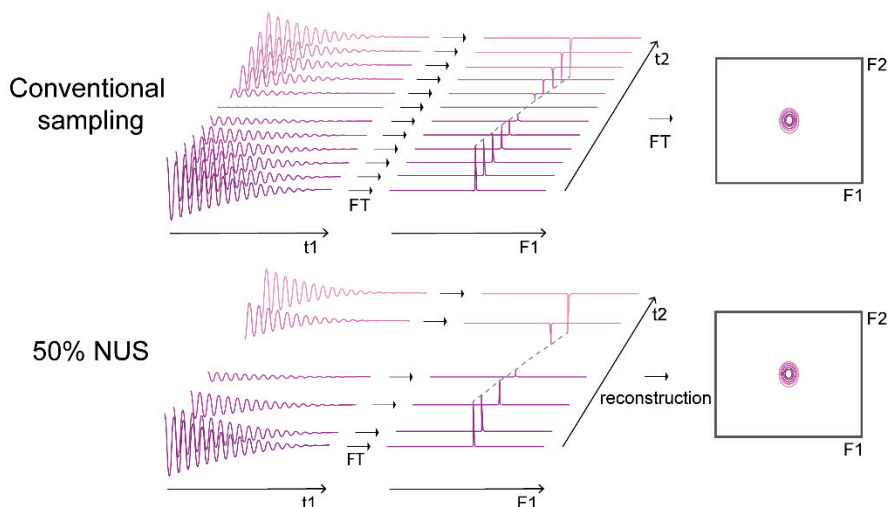 Conventional
sampling
FT
t1
F1
t2
FT
F2
F1
50% NUS
FT
t1
F1
t2
reconstruction
F2
F1